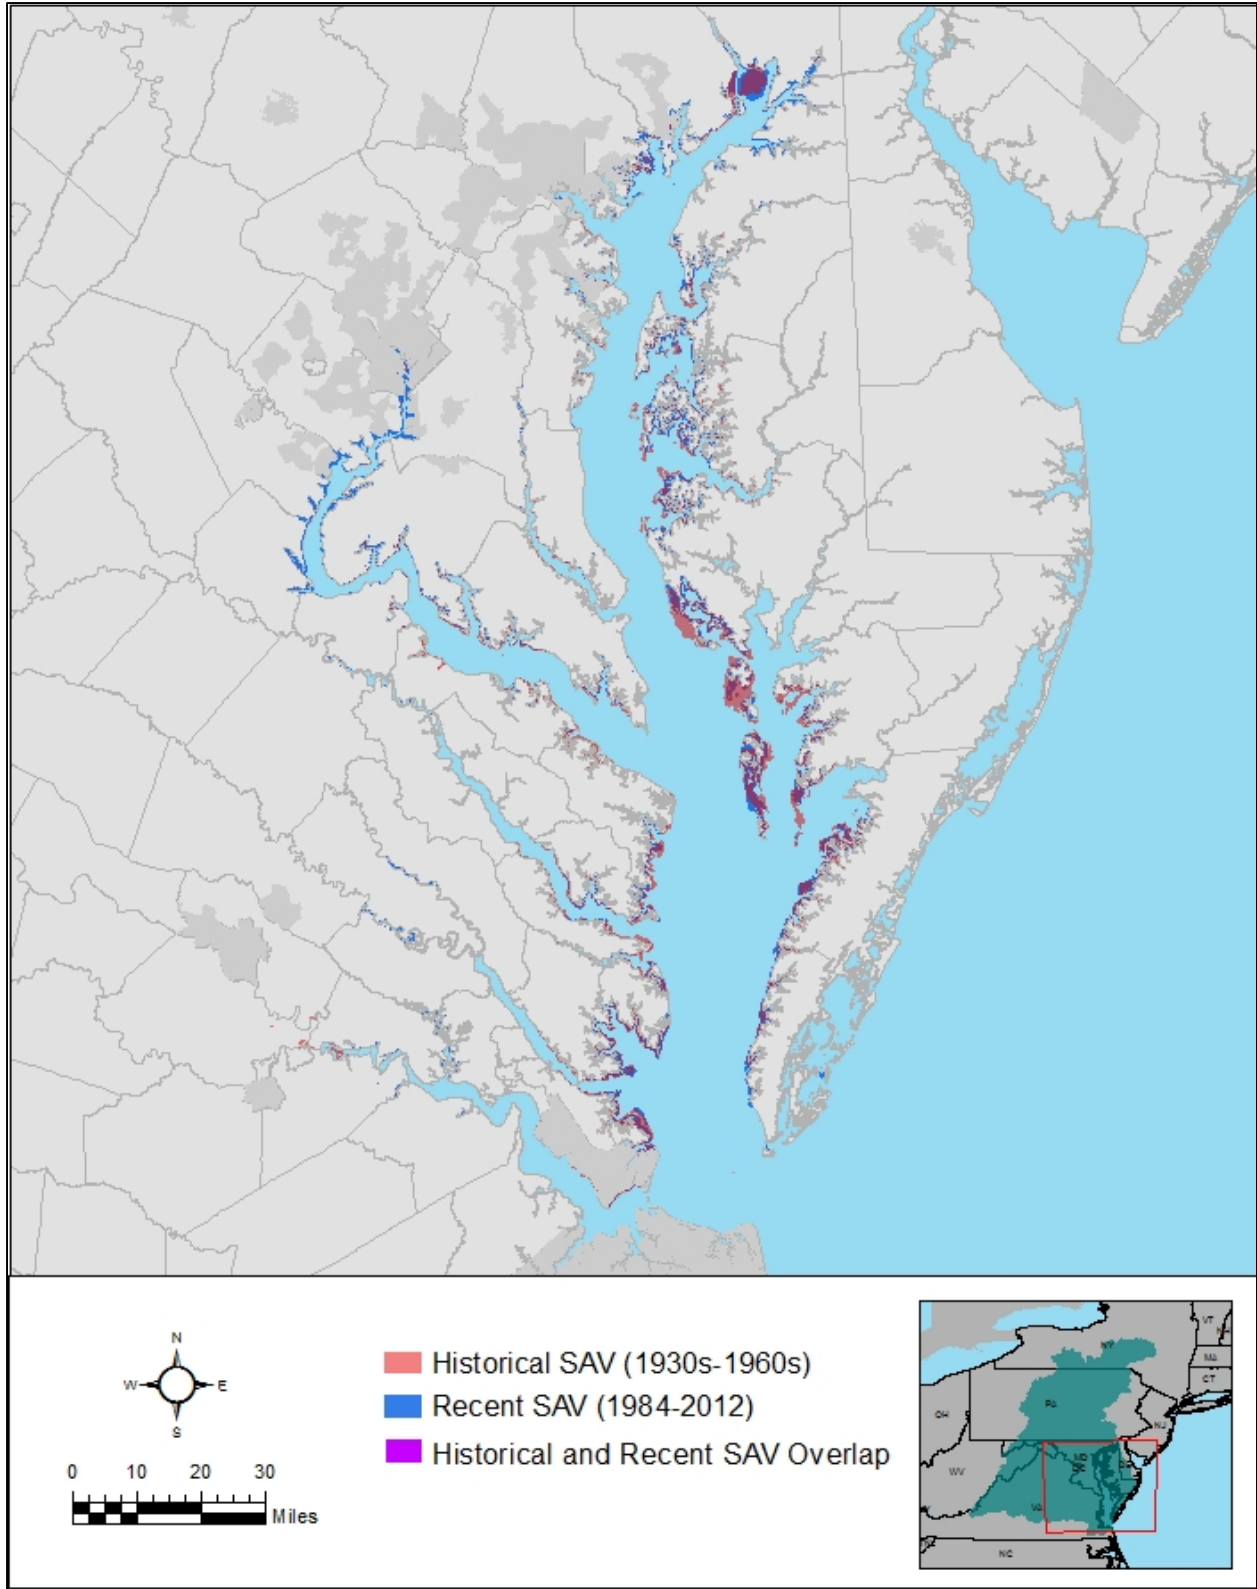 N
W
E
S
0 10 20 30
Miles
Historical SAV (1930s-1960s)
Recent SAV (1984-2012)
Historical and Recent SAV Overlap
VT
NY
MA
CT
PA
NJ
OH
WV
VA
NC